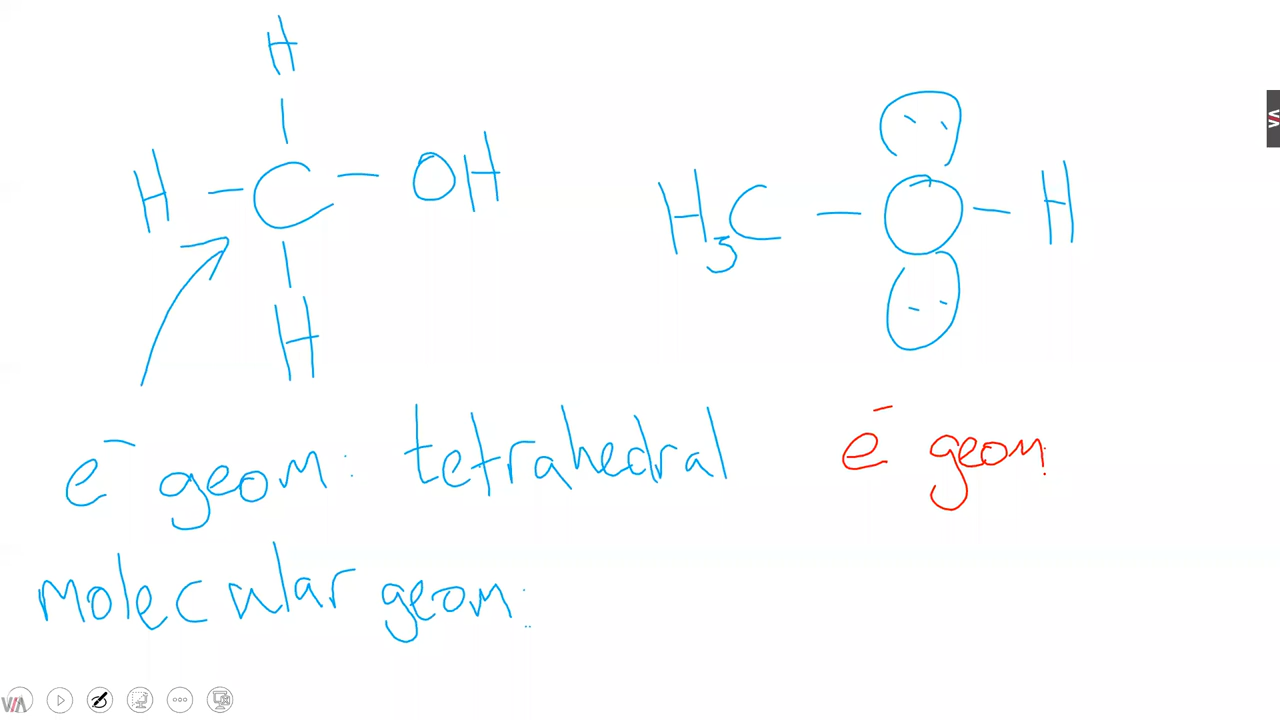 H
H - C - OH
H
H₃C - O - H
e⁻ geom: tetrahedral
e⁻ geom:
molecular geom: